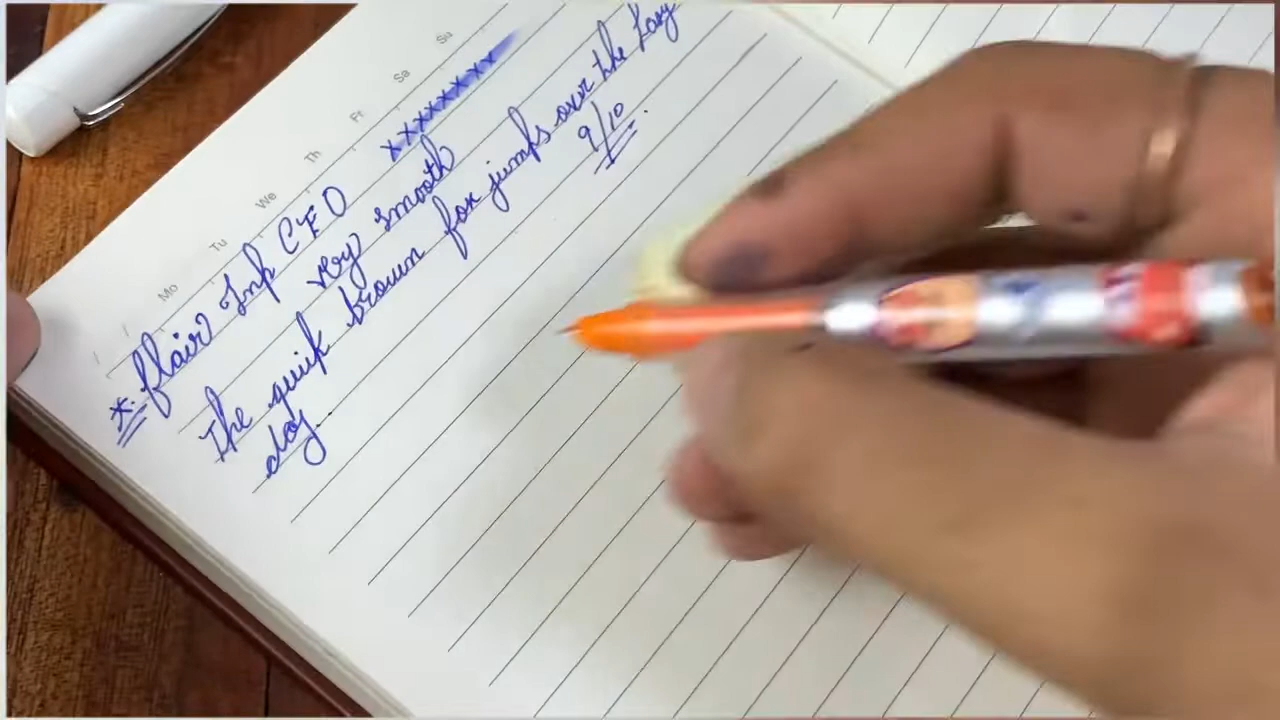 Mo Tu We Th Fr Sa Su
* Flair Ink CFO xxxxxxxx
very smooth
The quick brown fox jumps over the Lazy
dog. 9/10.